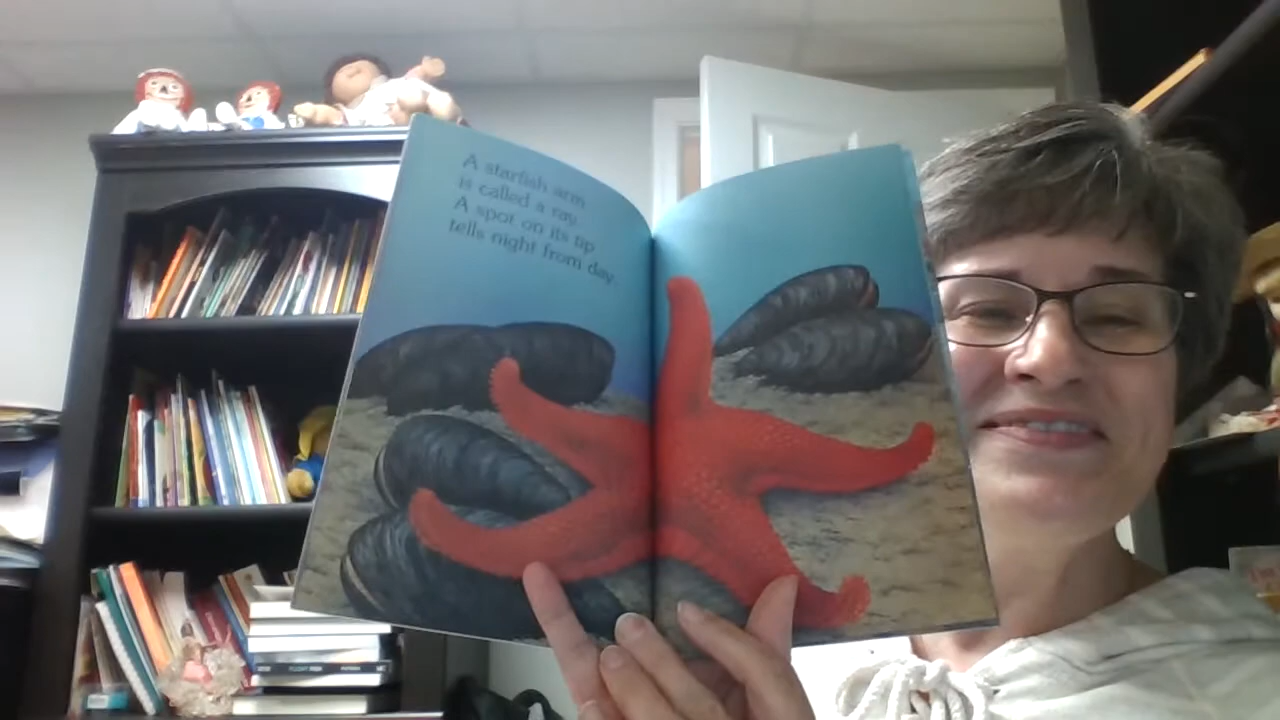 A starfish arm
is called a ray.
A spot on its tip
tells night from day.